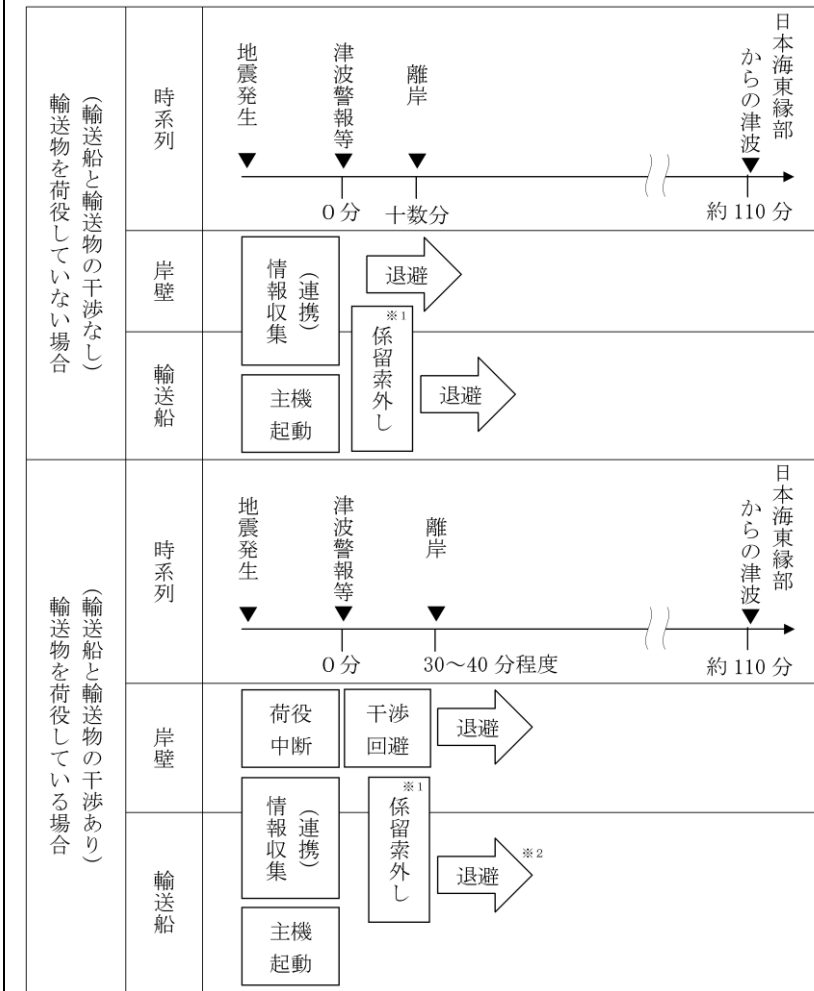 輸送物を荷役していない場合
(輸送船と輸送物の干渉なし)
時系列
地震発生
津波警報等
離岸
日本海東縁部
からの津波
0分
十数分
約110分
岸壁
情報収集
(連携)
退避
※1
係留索外し
輸送船
主機
起動
退避
輸送物を荷役している場合
(輸送船と輸送物の干渉あり)
時系列
地震発生
津波警報等
離岸
日本海東縁部
からの津波
0分
30～40分程度
約110分
岸壁
荷役
中断
干渉
回避
退避
情報収集
(連携)
※1
係留索外し
輸送船
退避
※2
主機
起動